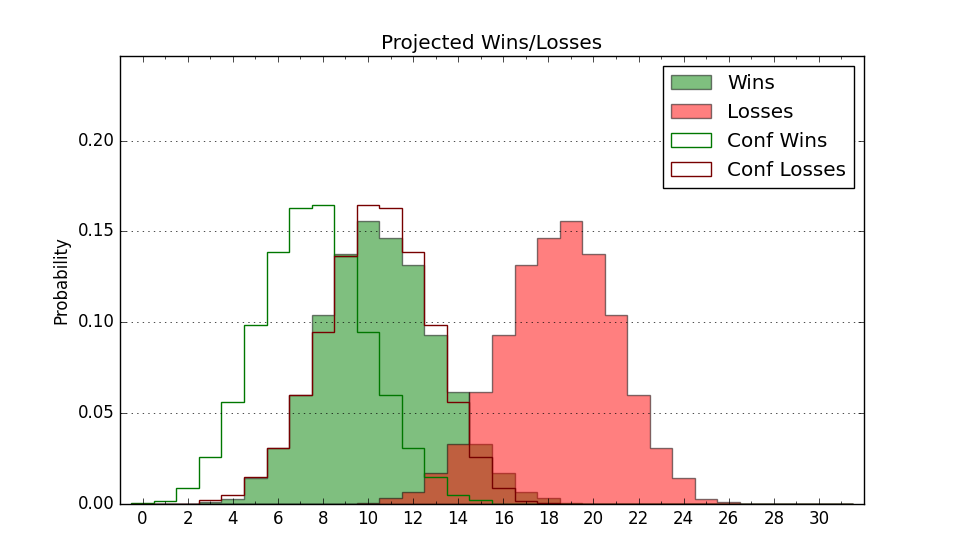 Projected Wins/Losses
Wins
Losses
Conf Wins
Conf Losses
Probability
0.20
0.15
0.10
0.05
0.00
0 2 4 6 8 10 12 14 16 18 20 22 24 26 28 30